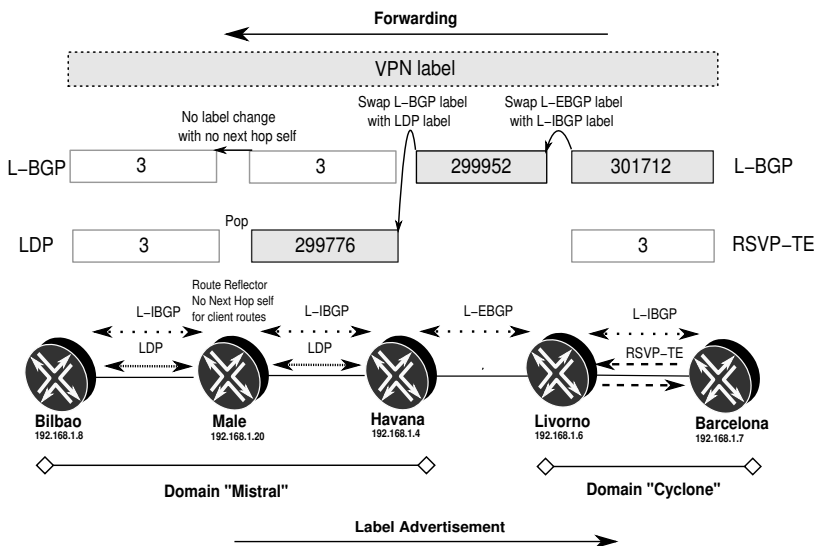 Forwarding
VPN label
No label change
with no next hop self
Swap L−BGP label
with LDP label
Swap L−EBGP label
with L−IBGP label
L−BGP
3
3
299952
301712
L−BGP
LDP
3
Pop
299776
3
RSVP−TE
Route Reflector
No Next Hop self
for client routes
L−IBGP
L−IBGP
L−EBGP
L−IBGP
LDP
LDP
RSVP−TE
Bilbao
192.168.1.8
Male
192.168.1.20
Havana
192.168.1.4
Livorno
192.168.1.6
Barcelona
192.168.1.7
Domain "Mistral"
Domain "Cyclone"
Label Advertisement